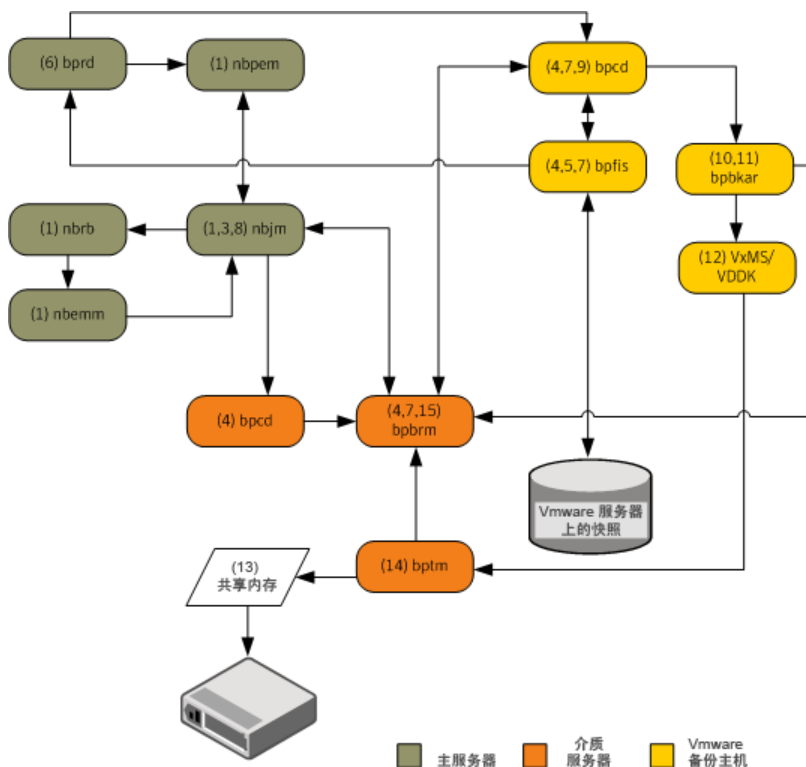 (6) bprd
(1) nbpem
(4,7,9) bpcd
(4,5,7) bpfis
(10,11)
bpbkar
(1) nbrb
(1,3,8) nbjm
(12) VxMS/
VDDK
(1) nbemm
(4) bpcd
(4,7,15)
bpbrm
Vmware 服务器
上的快照
(14) bptm
(13)
共享内存
主服务器
介质
服务器
Vmware
备份主机